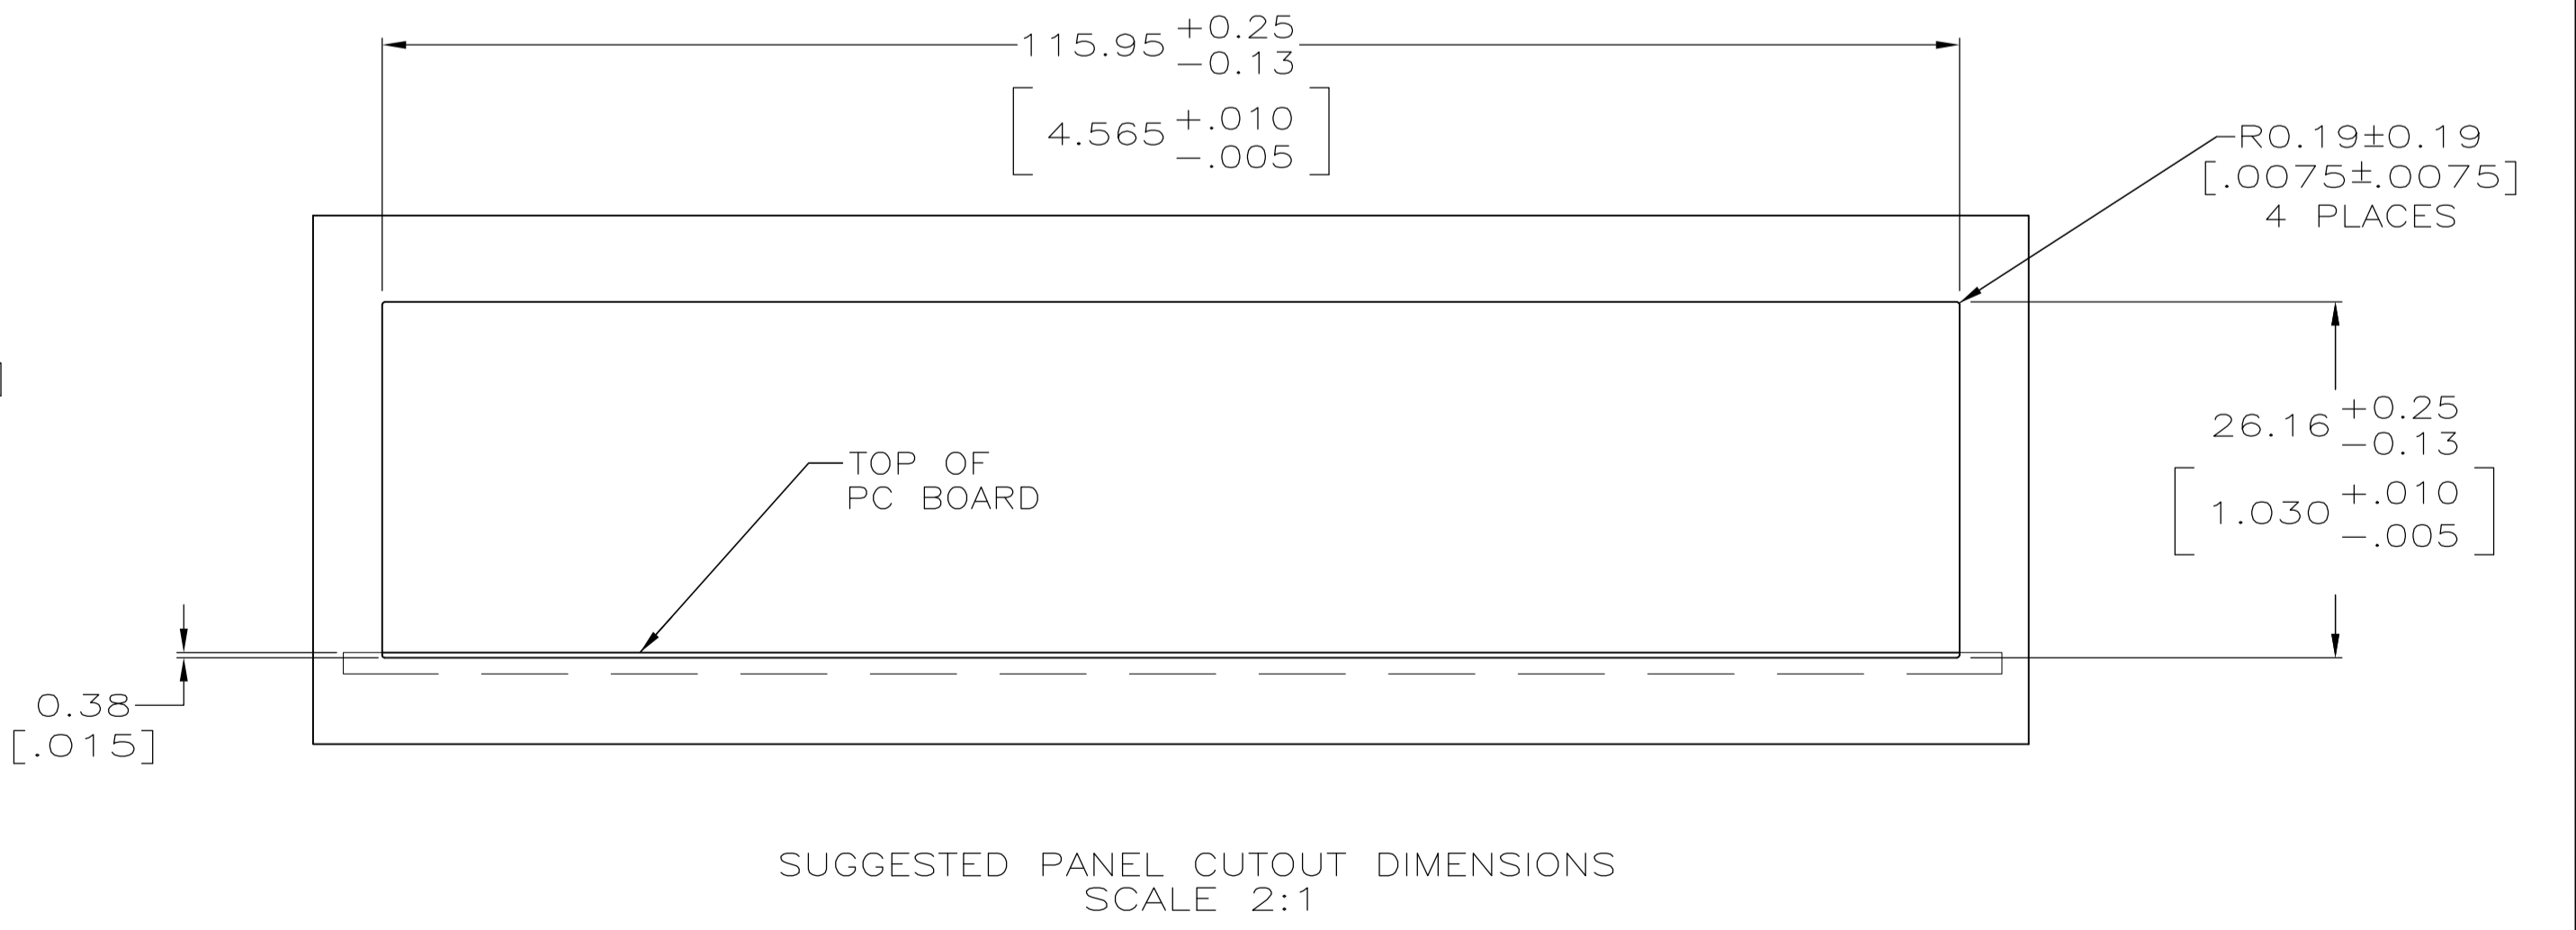 115.95 +0.25
-0.13
[4.565 +.010
-.005]
R0.19±0.19
[.0075±.0075]
4 PLACES
26.16 +0.25
-0.13
[1.030 +.010
-.005]
TOP OF
PC BOARD
0.38
[.015]
SUGGESTED PANEL CUTOUT DIMENSIONS
SCALE 2:1